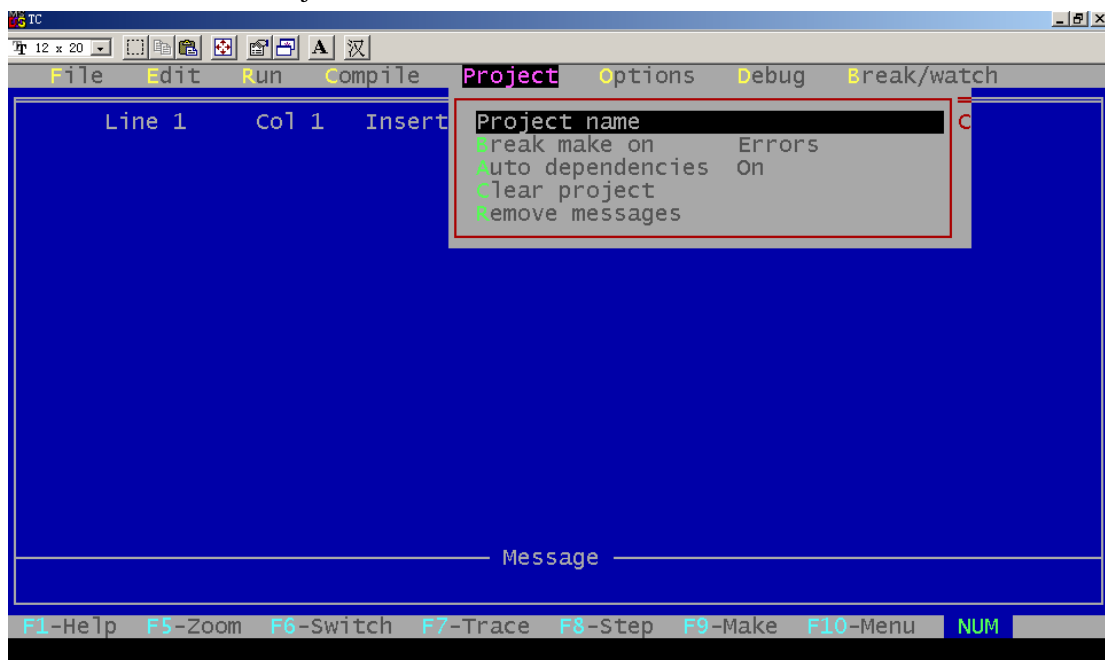 TC
12 x 20 A 汉
File Edit Run Compile Project Options Debug Break/watch
Line 1 Col 1 Insert C
Project name
Break make on Errors
Auto dependencies On
Clear project
Remove messages
Message
F1-Help F5-Zoom F6-Switch F7-Trace F8-Step F9-Make F10-Menu NUM